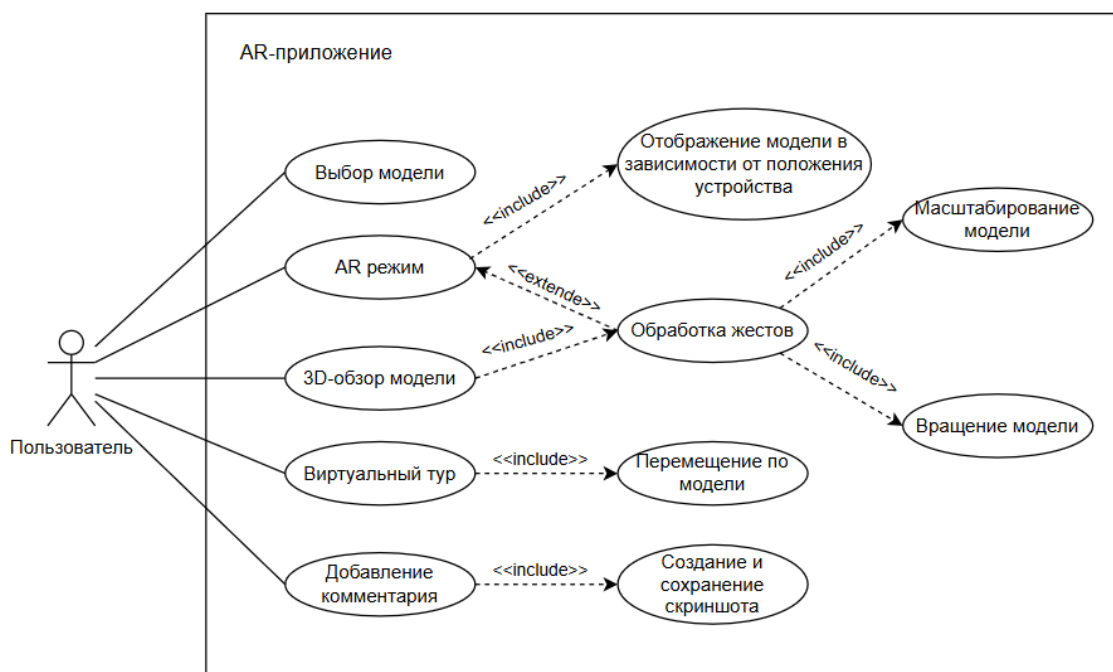 AR-приложение
Выбор модели
Отображение модели в
зависимости от положения
устройства
<<include>>
Масштабирование
модели
AR режим
<<extende>>
<<include>>
Обработка жестов
<<include>>
3D-обзор модели
<<include>>
Вращение модели
Пользователь
Виртуальный тур
<<include>>
Перемещение по
модели
Добавление
комментария
<<include>>
Создание и
сохранение
скриншота